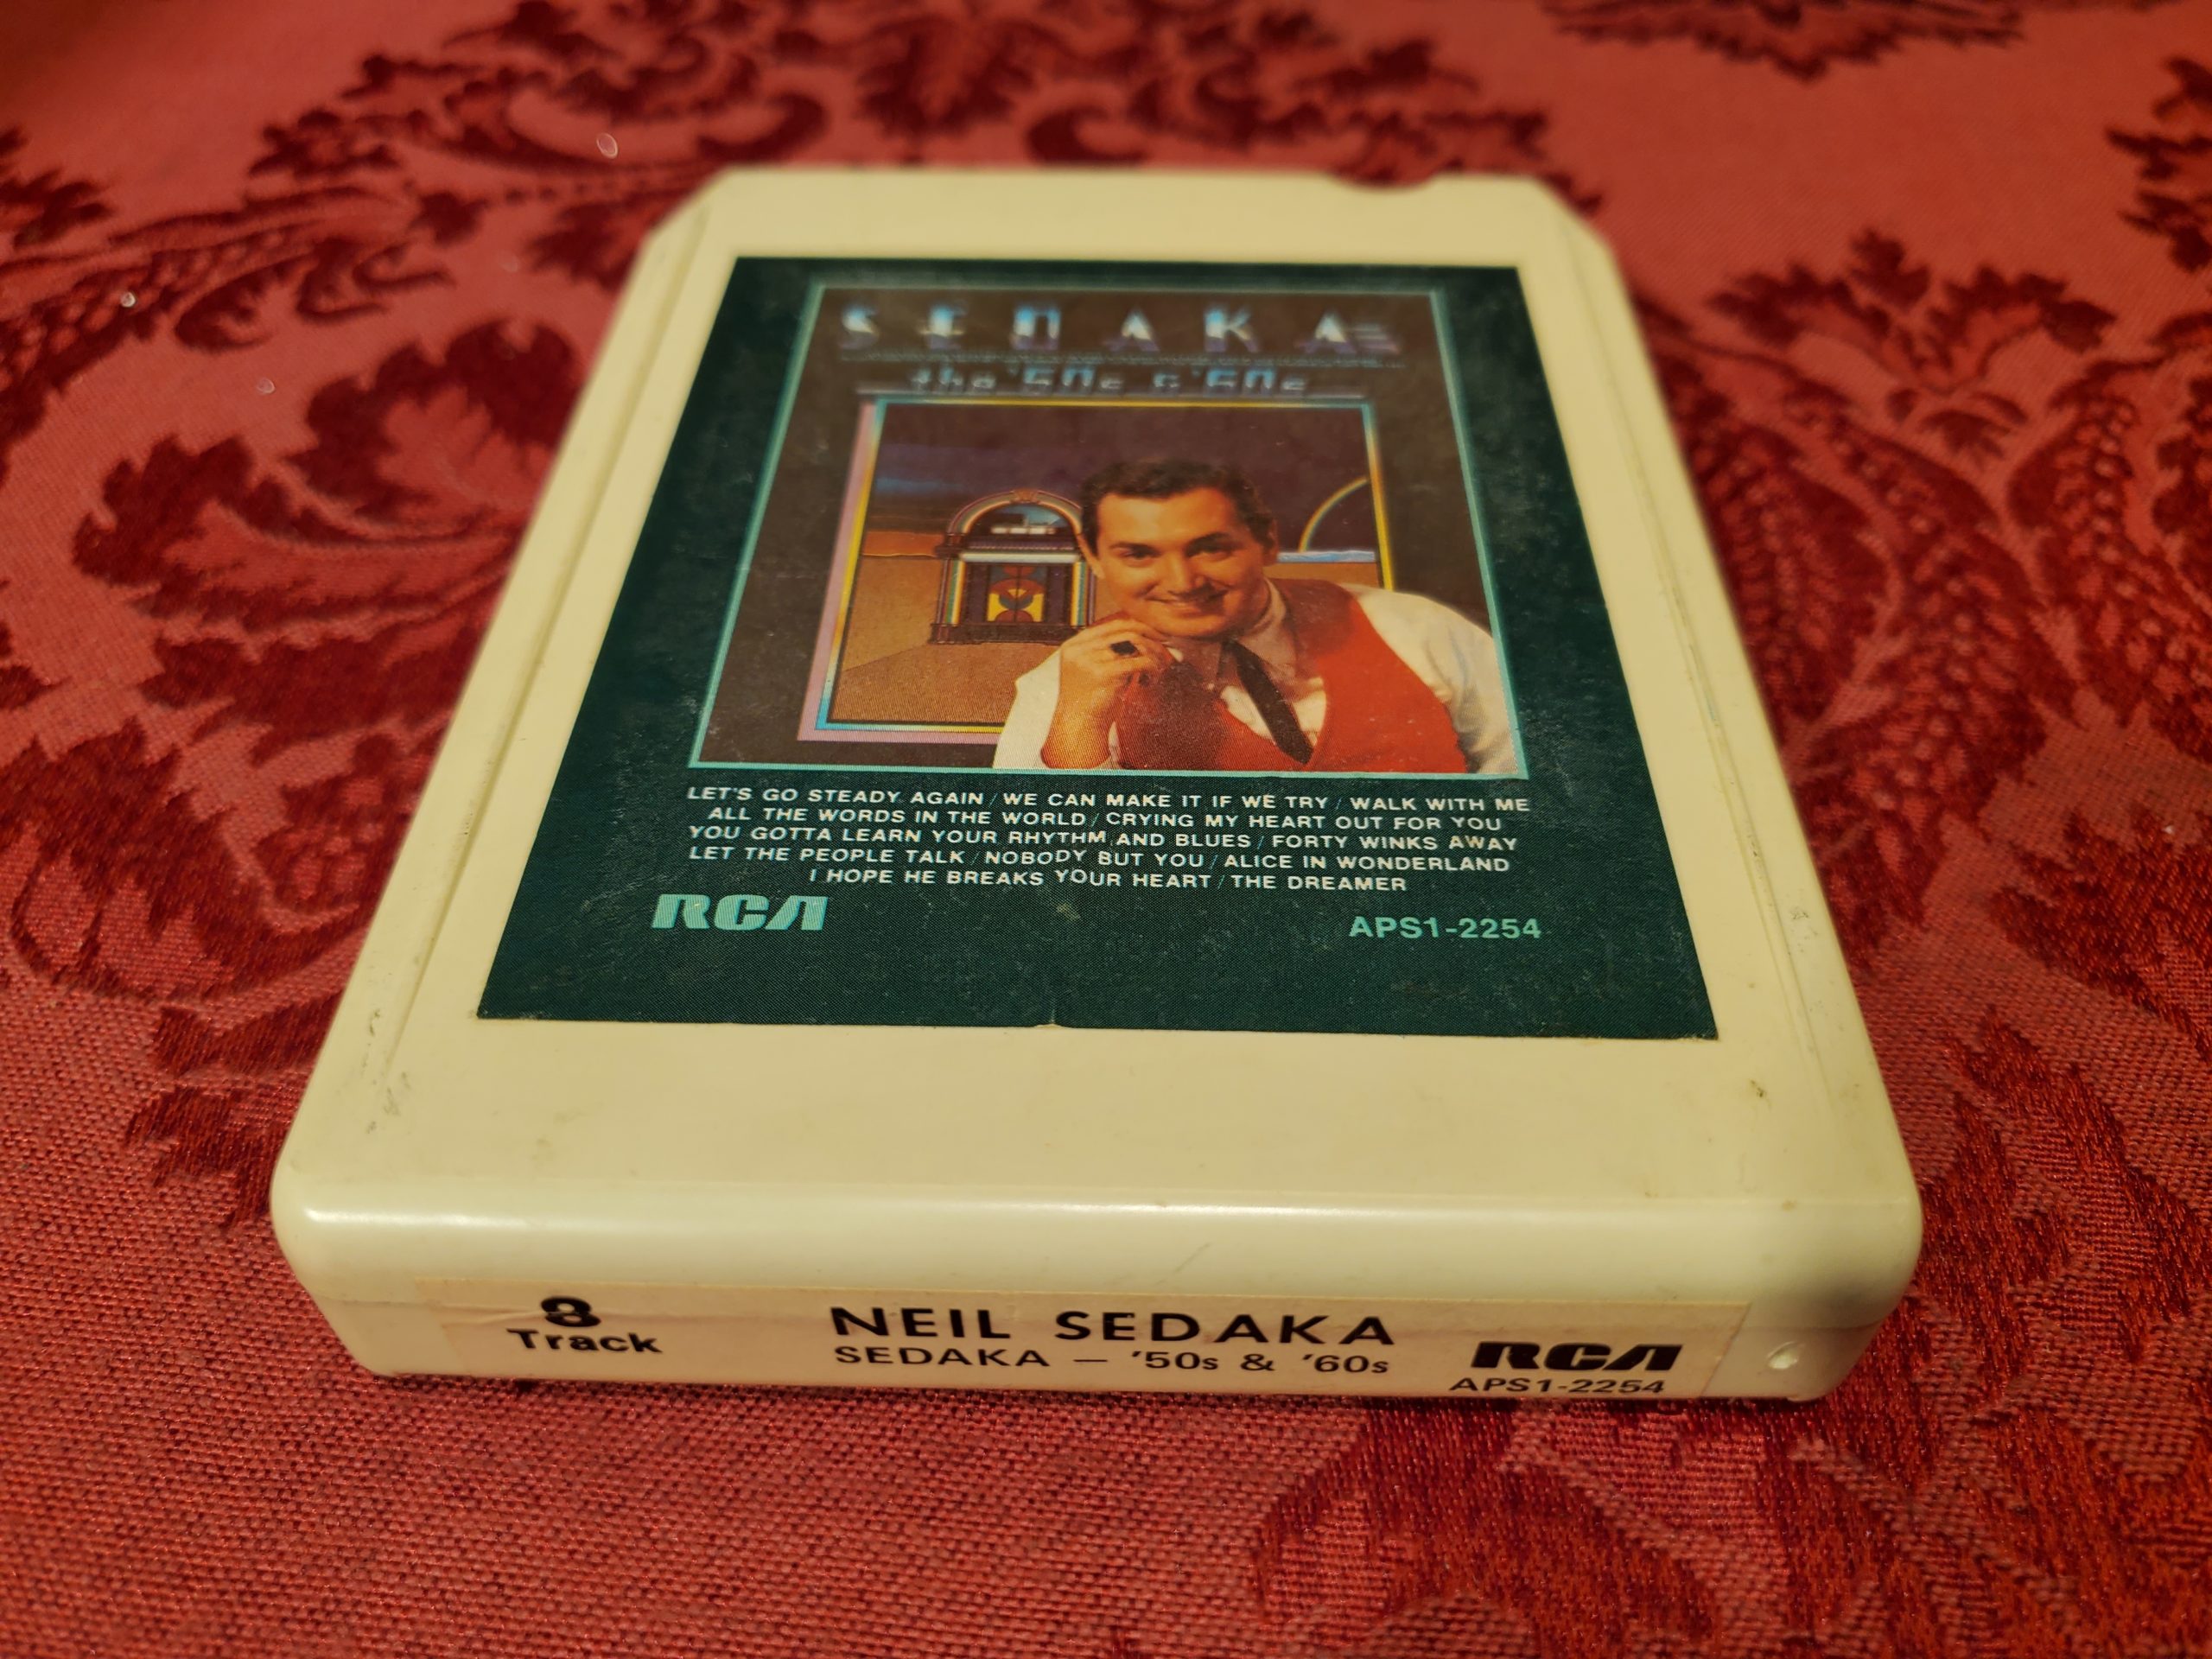 SEDAKA
the '50s & '60s
LET'S GO STEADY AGAIN / WE CAN MAKE IT IF WE TRY / WALK WITH ME
ALL THE WORDS IN THE WORLD / CRYING MY HEART OUT FOR YOU
YOU GOTTA LEARN YOUR RHYTHM AND BLUES / FORTY WINKS AWAY
LET THE PEOPLE TALK / NOBODY BUT YOU / ALICE IN WONDERLAND
I HOPE HE BREAKS YOUR HEART / THE DREAMER
RCA APS1-2254
8
Track
NEIL SEDAKA
SEDAKA — '50s & '60s
RCA
APS1-2254